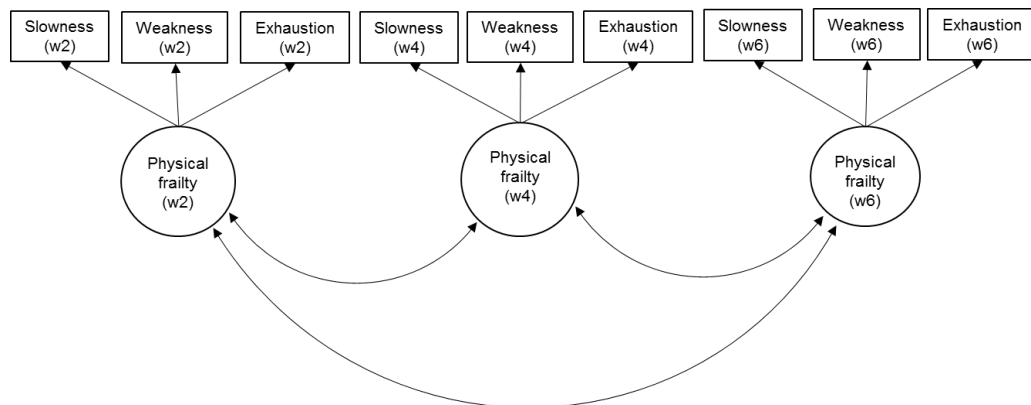 Slowness
(w2)
Weakness
(w2)
Exhaustion
(w2)
Slowness
(w4)
Weakness
(w4)
Exhaustion
(w4)
Slowness
(w6)
Weakness
(w6)
Exhaustion
(w6)
Physical
frailty
(w2)
Physical
frailty
(w4)
Physical
frailty
(w6)